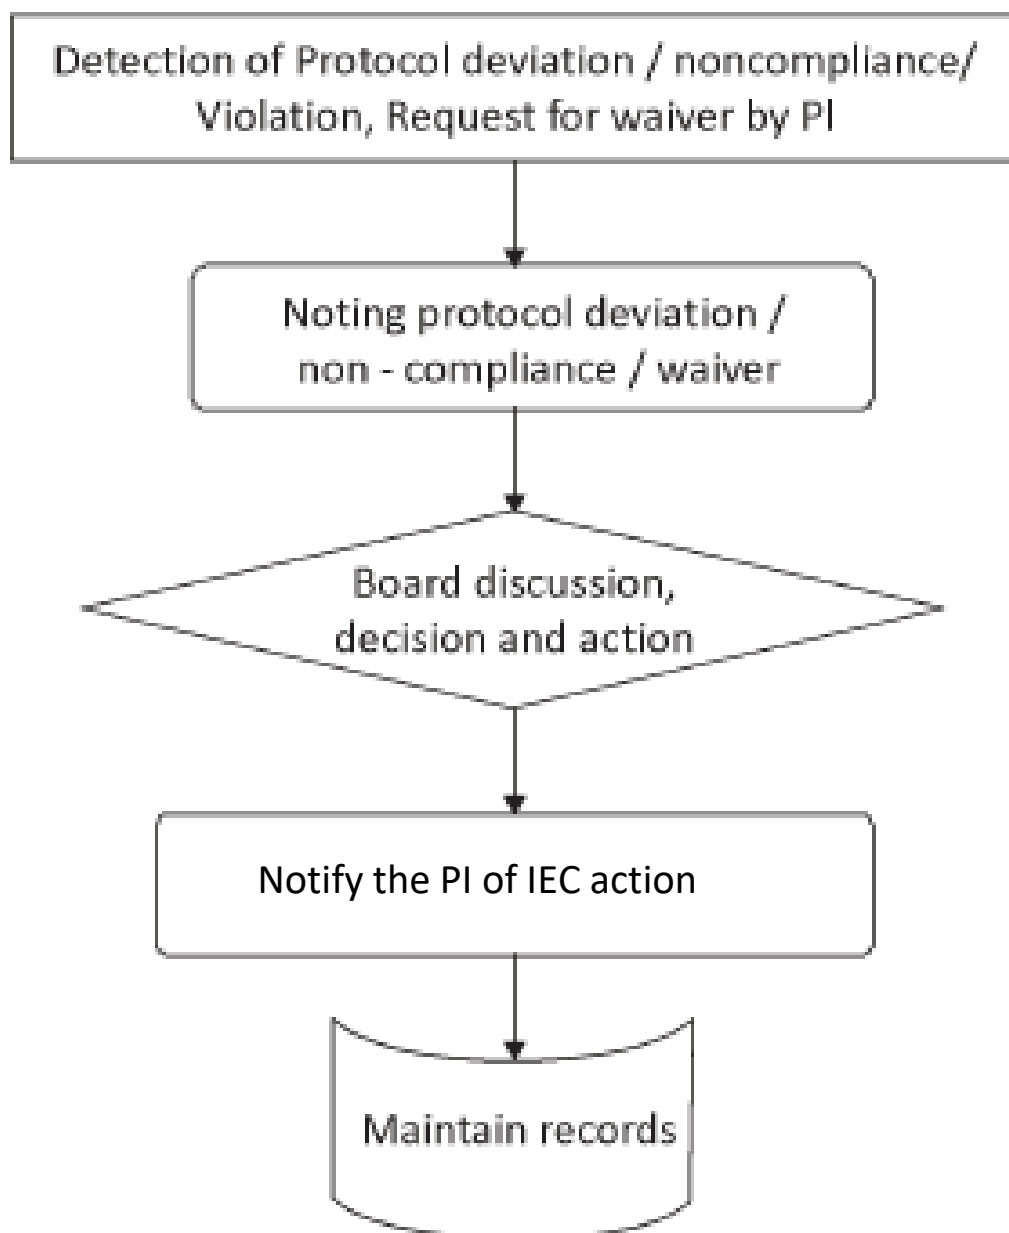 Detection of Protocol deviation / noncompliance/
Violation, Request for waiver by PI
Noting protocol deviation /
non - compliance / waiver
Board discussion,
decision and action
Notify the PI of IEC action
Maintain records